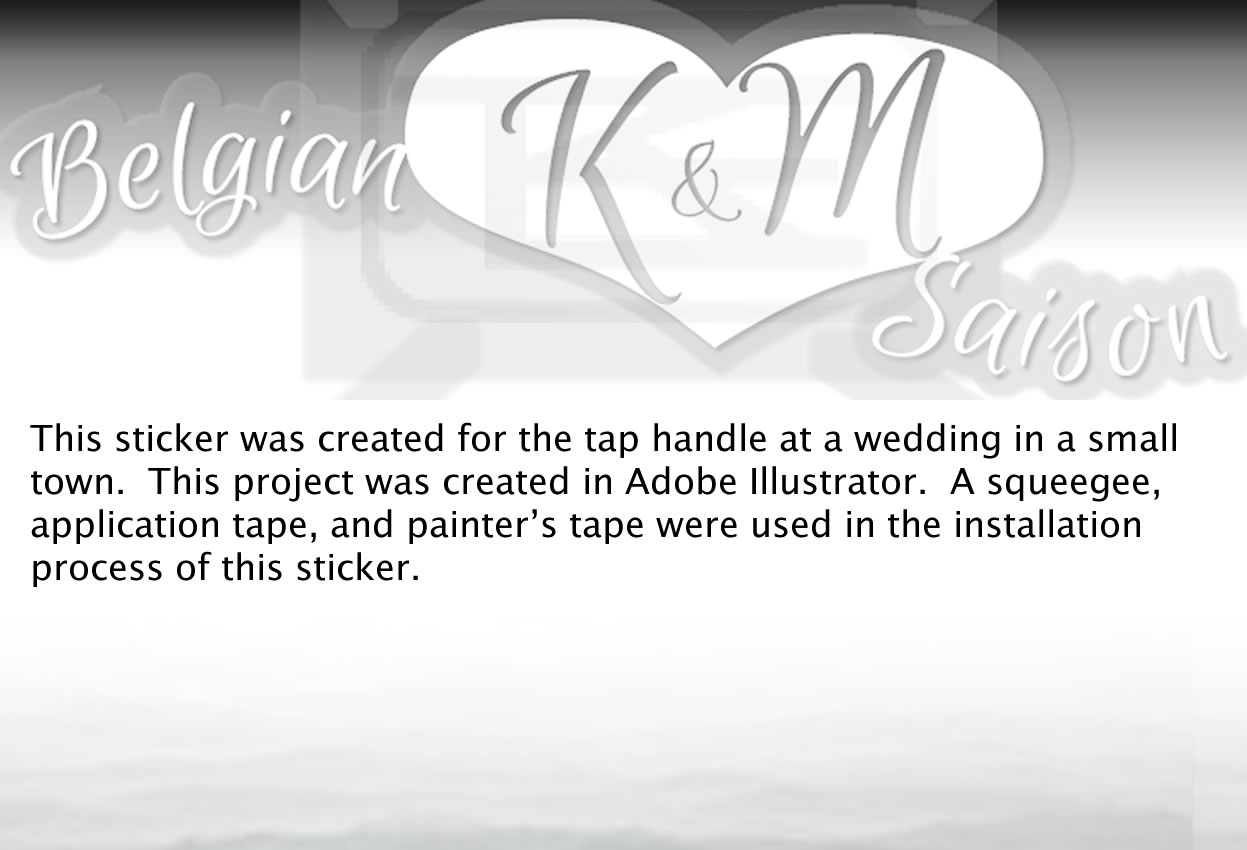 Belgian
K & M
Saison
This sticker was created for the tap handle at a wedding in a small
town.  This project was created in Adobe Illustrator.  A squeegee,
application tape, and painter’s tape were used in the installation
process of this sticker.